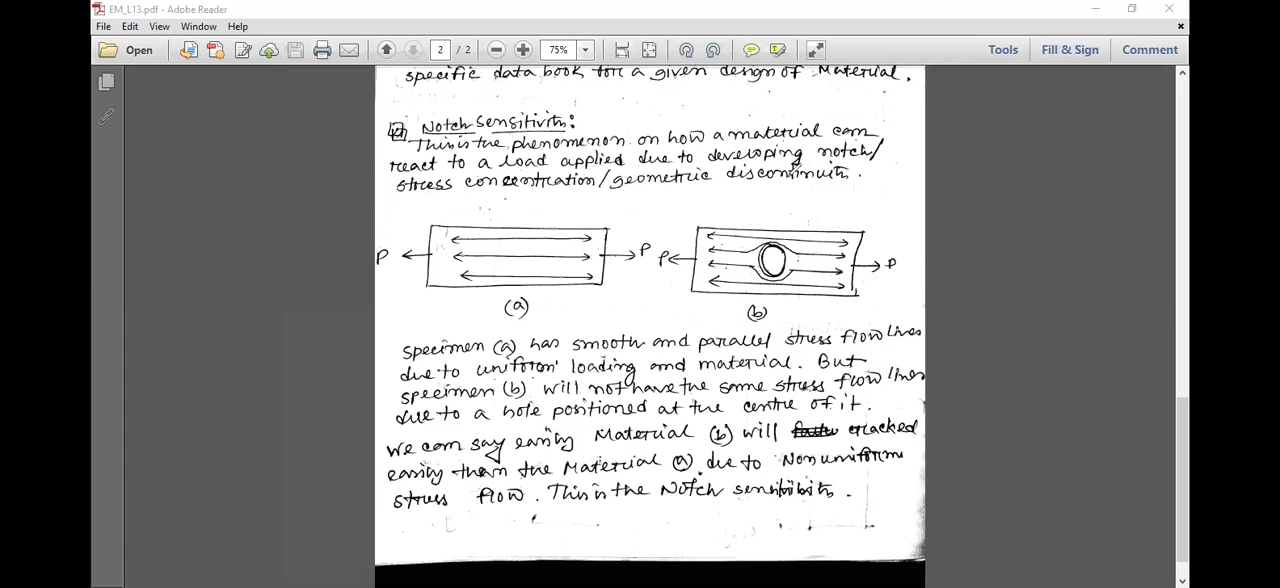 EM_L13.pdf - Adobe Reader
File Edit View Window Help
Open 2 / 2 75% Tools Fill & Sign Comment
specific data book for a given design of Material.
Notch sensitivity:
This is the phenomenon on how a material can
react to a load applied due to developing notch/
stress concentration/geometric discontinuity.
P P P P
(a) (b)
specimen (a) has smooth and parallel stress flow lines
due to uniform loading and material. But
specimen (b) will not have the same stress flow lines
due to a hole positioned at the centre of it.
We can say easily Material (b) will cracked
easily than the Material (a) due to Nonuniform
stress flow. This is the Notch sensitivity.